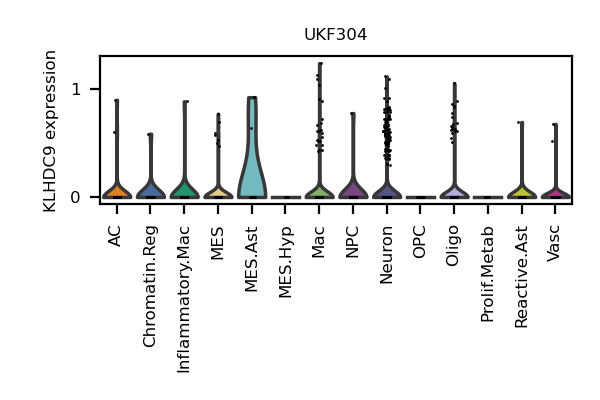 UKF304
KLHDC9 expression
1
0
AC
Chromatin.Reg
Inflammatory.Mac
MES
MES.Ast
MES.Hyp
Mac
NPC
Neuron
OPC
Oligo
Prolif.Metab
Reactive.Ast
Vasc